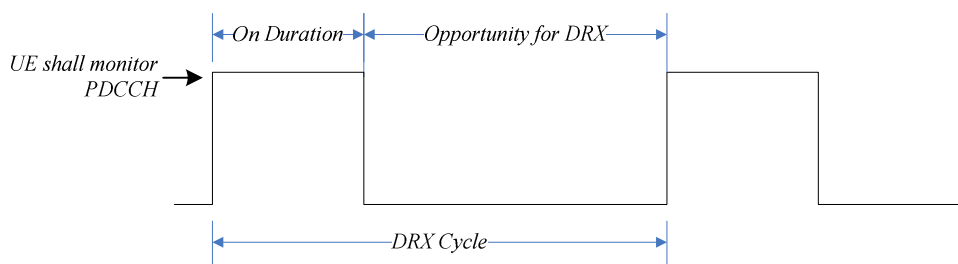 On Duration
Opportunity for DRX
UE shall monitor
PDCCH
DRX Cycle